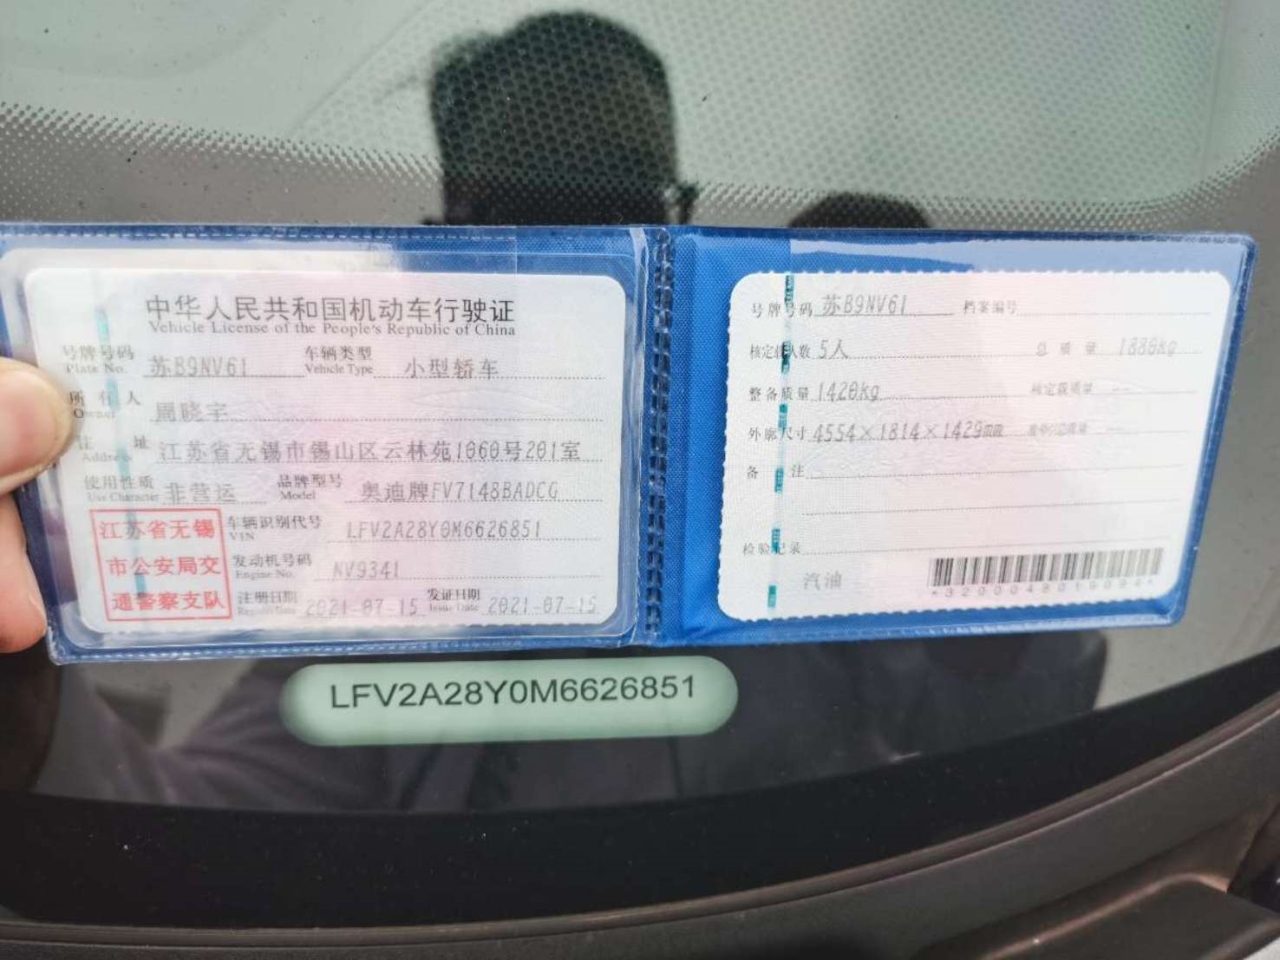 中华人民共和国机动车行驶证
Vehicle License of the People's Republic of China
号牌号码 苏B9NV61 车辆类型 小型轿车
Plate No. Vehicle Type
所有人 周晓宇
Owner
住址 江苏省无锡市锡山区云林苑1060号201室
Address
使用性质 非营运 品牌型号 奥迪牌FV7148BADCG
Use Character Model
江苏省无锡
市公安局交
通警察支队
车辆识别代号 LFV2A28Y0M6626851
VIN
发动机号码 NV9341
Engine No.
注册日期 2021-07-15 发证日期 2021-07-15
Register Date Issue Date
号牌号码 苏B9NV61 档案编号
核定载人数 5人 总质量 1880kg
整备质量 1420kg 核定载质量 --
外廓尺寸 4554×1814×1429mm 准牵引总质量 --
备注
检验记录
汽油
LFV2A28Y0M6626851